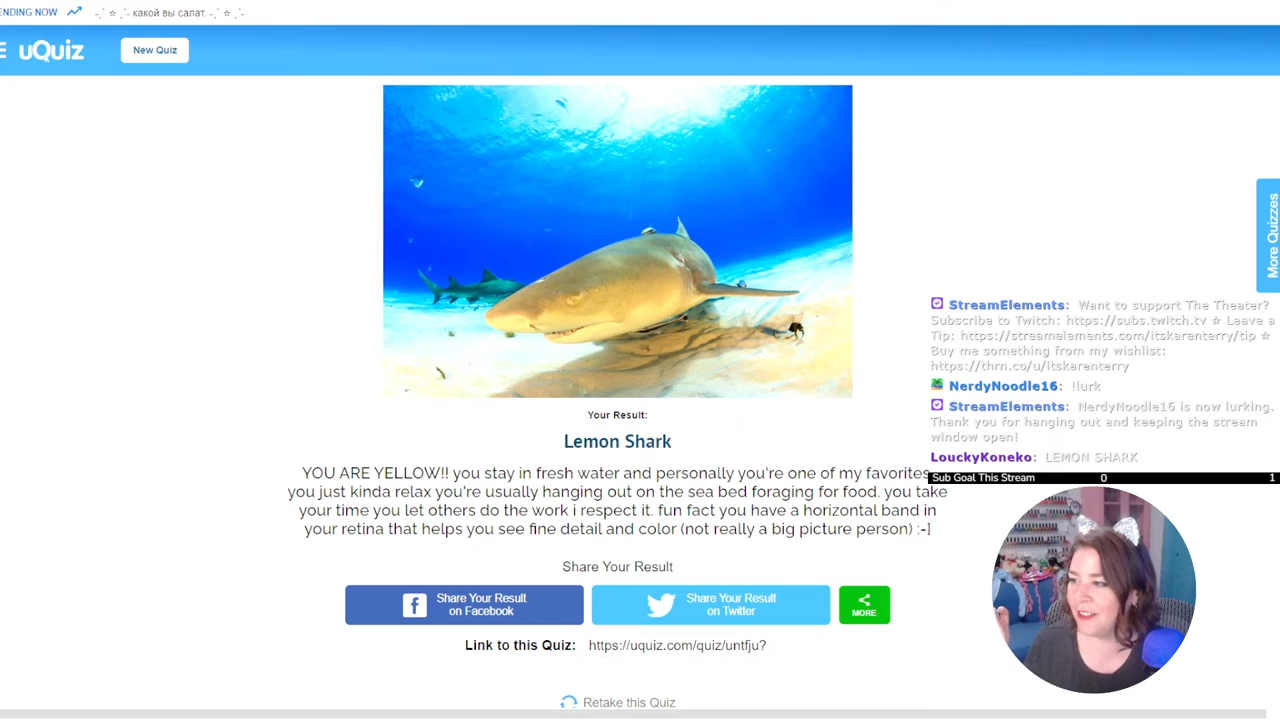 ENDING NOW
-ˏˋ ☆ ˊˎ- какой вы салат. -ˏˋ ☆ ˊˎ-
uQuiz
New Quiz
More Quizzes
Your Result:
Lemon Shark
YOU ARE YELLOW!! you stay in fresh water and personally you're one of my favorites
you just kinda relax you're usually hanging out on the sea bed foraging for food. you take
your time you let others do the work i respect it. fun fact you have a horizontal band in
your retina that helps you see fine detail and color (not really a big picture person) :-]
Share Your Result
Share Your Result
on Facebook
Share Your Result
on Twitter
MORE
Link to this Quiz: https://uquiz.com/quiz/untfju?
Retake this Quiz
StreamElements: Want to support The Theater?
Subscribe to Twitch: https://subs.twitch.tv ☆ Leave a
Tip: https://streamelements.com/itskarenterry/tip ☆
Buy me something from my wishlist:
https://thrn.co/u/itskarenterry
NerdyNoodle16: !lurk
StreamElements: NerdyNoodle16 is now lurking.
Thank you for hanging out and keeping the stream
window open!
LouckyKoneko: LEMON SHARK
Sub Goal This Stream 0 1